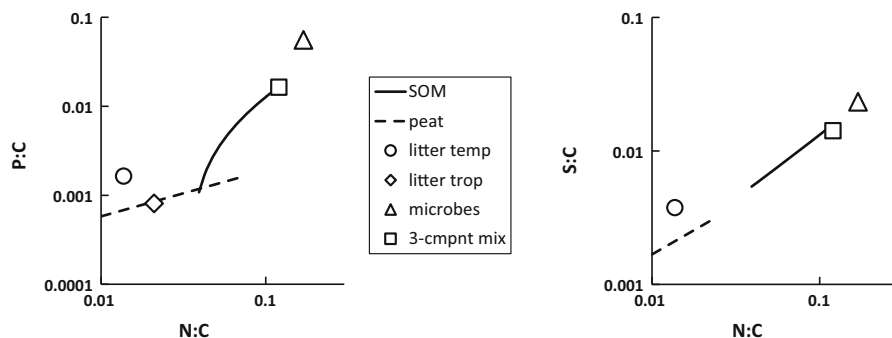 0.1
0.01
0.001
0.0001
P:C
0.01
0.1
N:C
SOM
peat
litter temp
litter trop
microbes
3-cmpnt mix
0.1
0.01
0.001
S:C
0.01
0.1
N:C